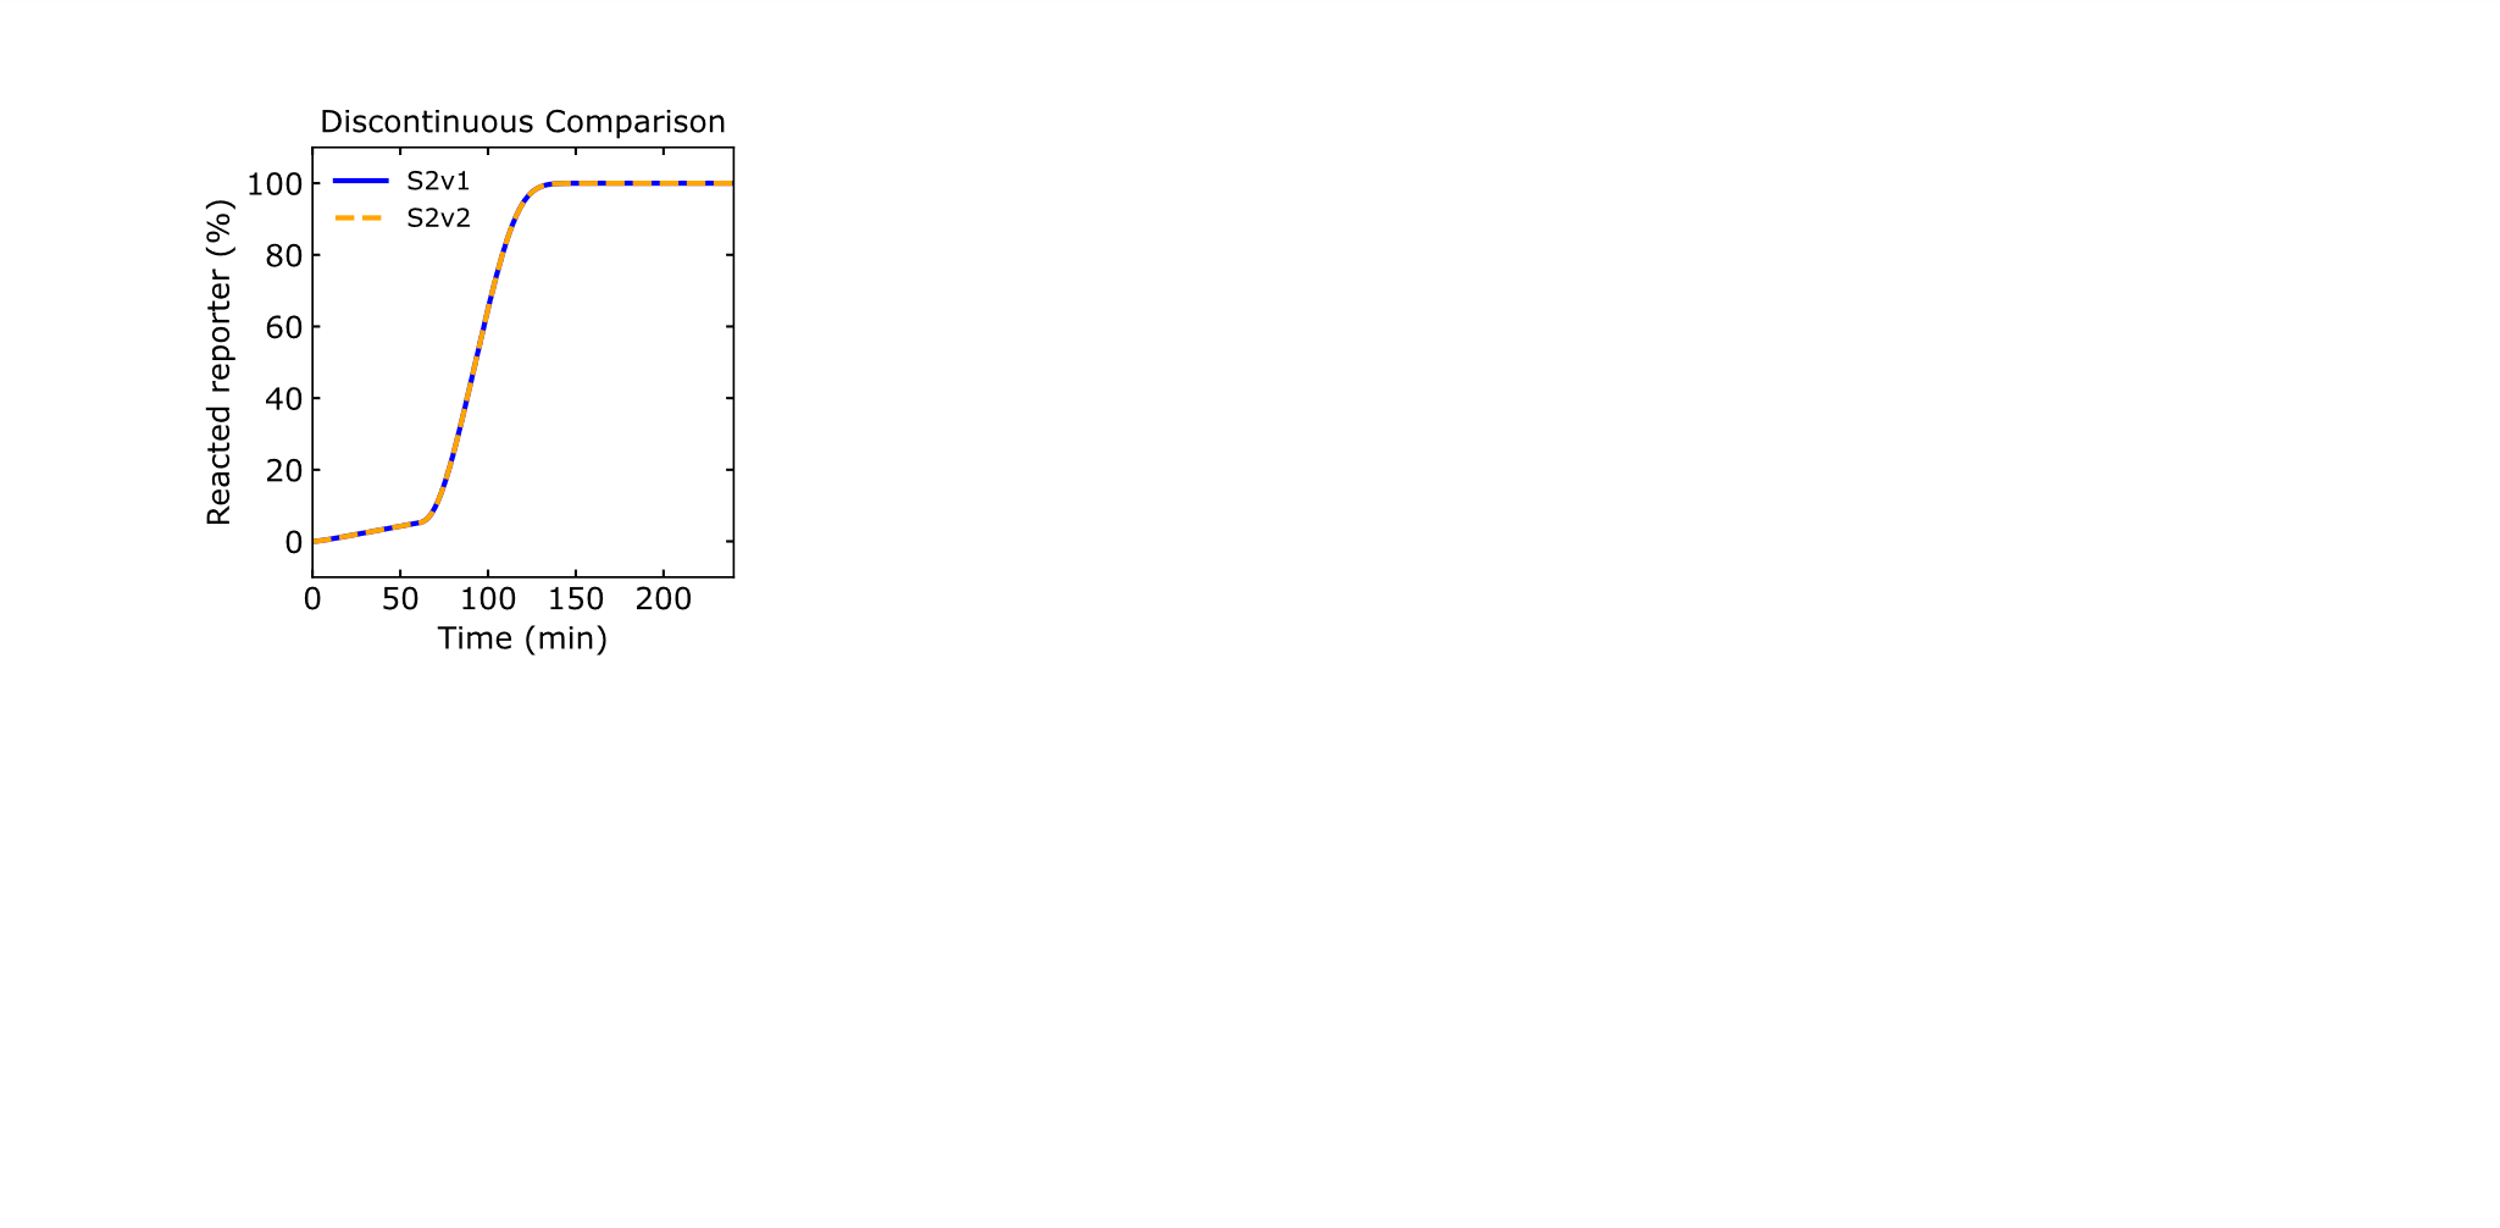 Discontinuous Comparison
S2v1
S2v2
Reacted reporter (%)
100
80
60
40
20
0
0 50 100 150 200
Time (min)